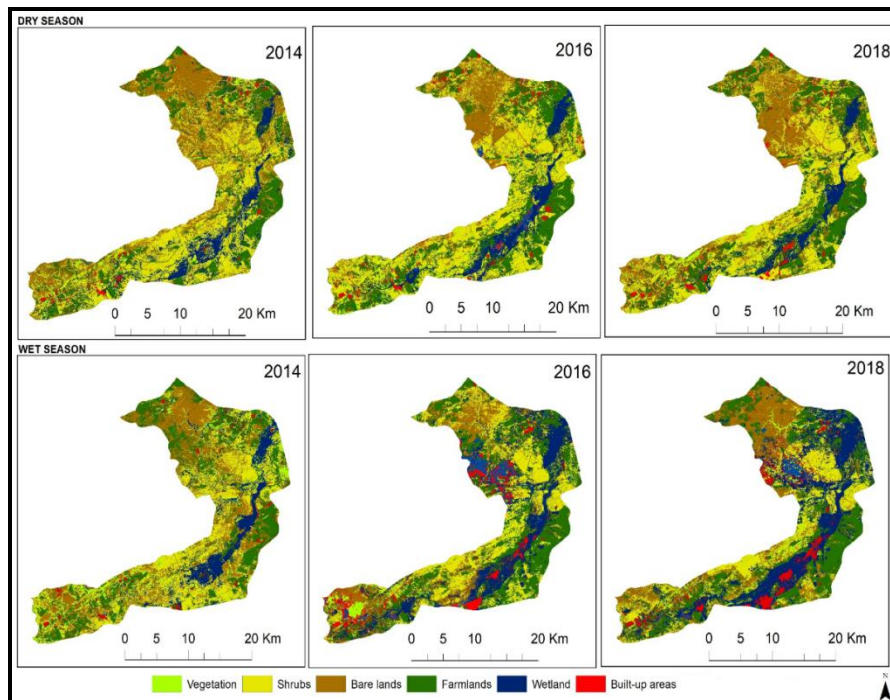 DRY SEASON
2014
0 5 10 20 Km
2016
0 5 10 20 Km
2018
0 5 10 20 Km
WET SEASON
2014
0 5 10 20 Km
2016
0 5 10 20 Km
2018
0 5 10 20 Km
Vegetation Shrubs Bare lands Farmlands Wetland Built-up areas